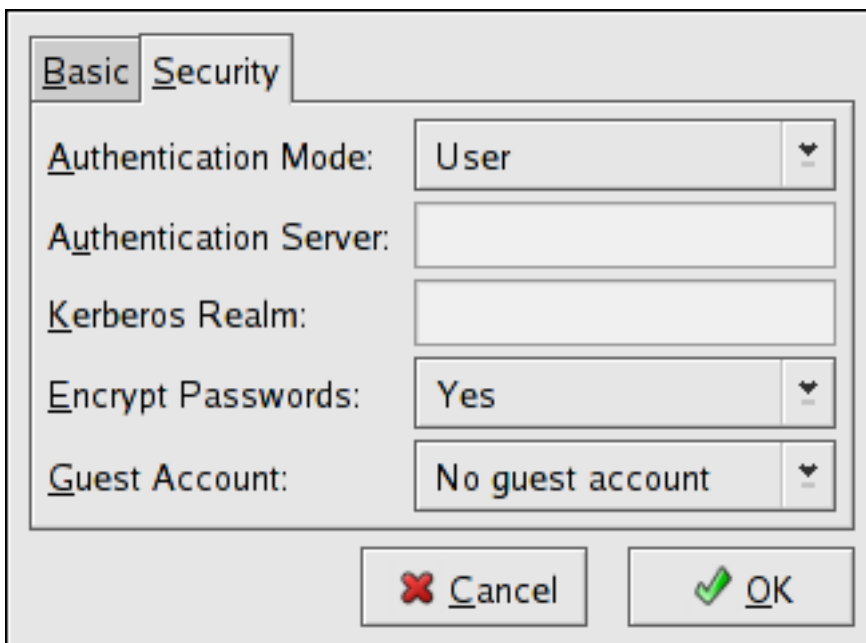 Basic Security
Authentication Mode: User
Authentication Server:
Kerberos Realm:
Encrypt Passwords: Yes
Guest Account: No guest account
Cancel OK